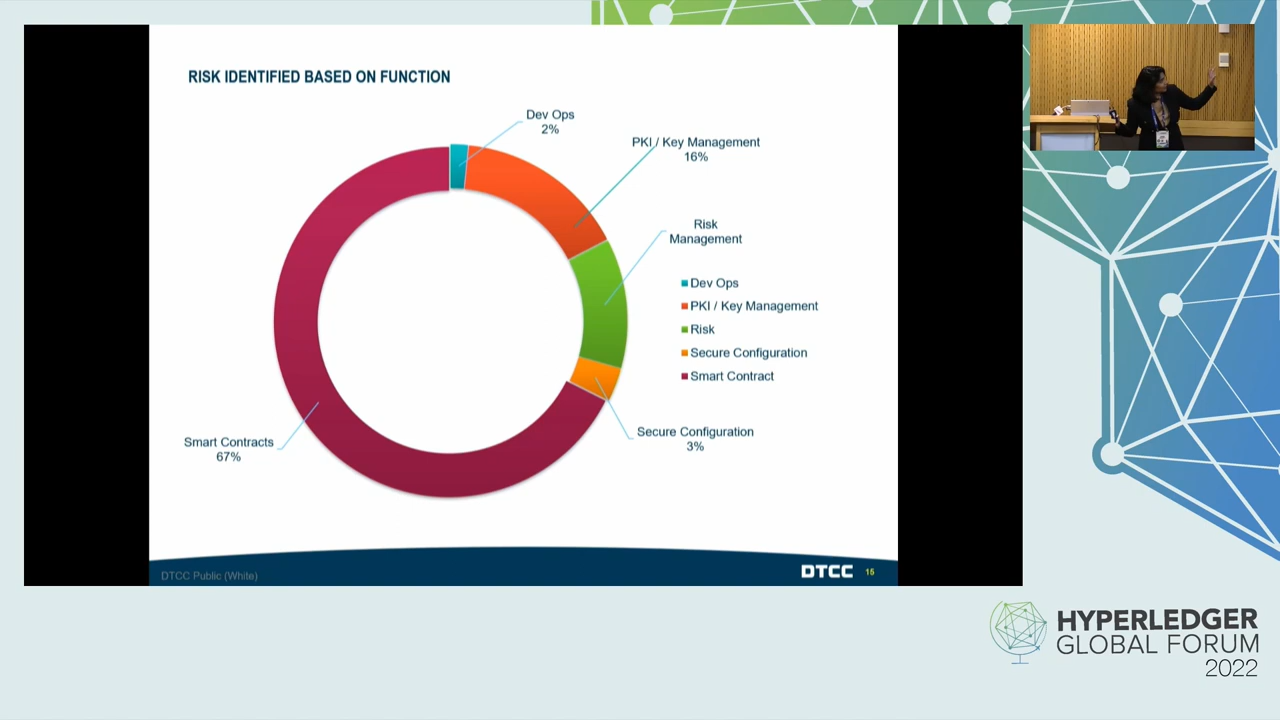 RISK IDENTIFIED BASED ON FUNCTION
Dev Ops
2%
PKI / Key Management
16%
Risk
Management
Dev Ops
PKI / Key Management
Risk
Secure Configuration
Smart Contract
Secure Configuration
3%
Smart Contracts
67%
DTCC Public (White)
DTCC
15
HYPERLEDGER
GLOBAL FORUM
2022